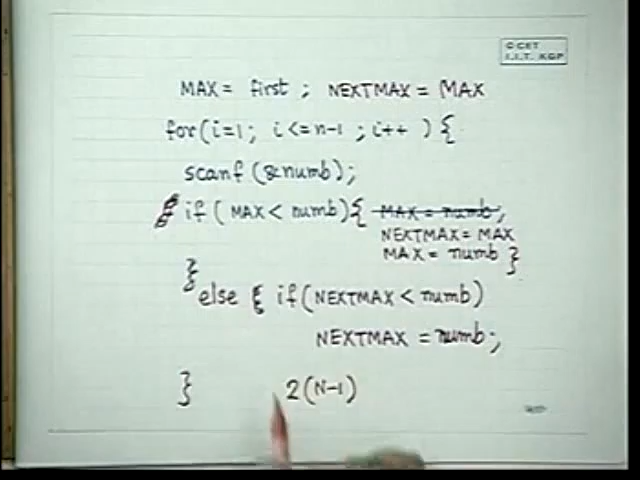 © CET
I.I.T. KGP
MAX = first ; NEXTMAX = MAX
for(i=1; i<=n-1 ; i++ ) {
scanf (&numb);
if ( MAX < numb){ MAX = numb;
NEXTMAX = MAX
MAX = numb }
}
else { if(NEXTMAX < numb)
NEXTMAX = numb;
} 2(N-1)